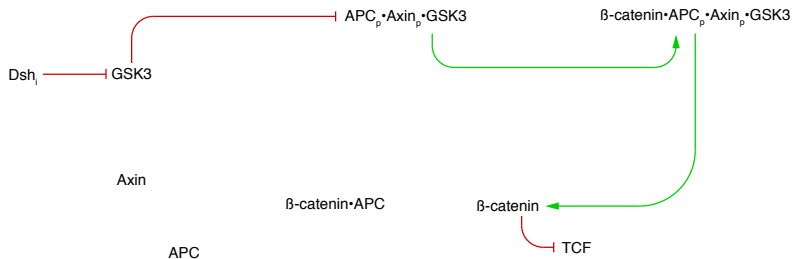 APCp•Axinp•GSK3
ß-catenin•APCp•Axinp•GSK3
Dshi
GSK3
Axin
ß-catenin•APC
ß-catenin
APC
TCF